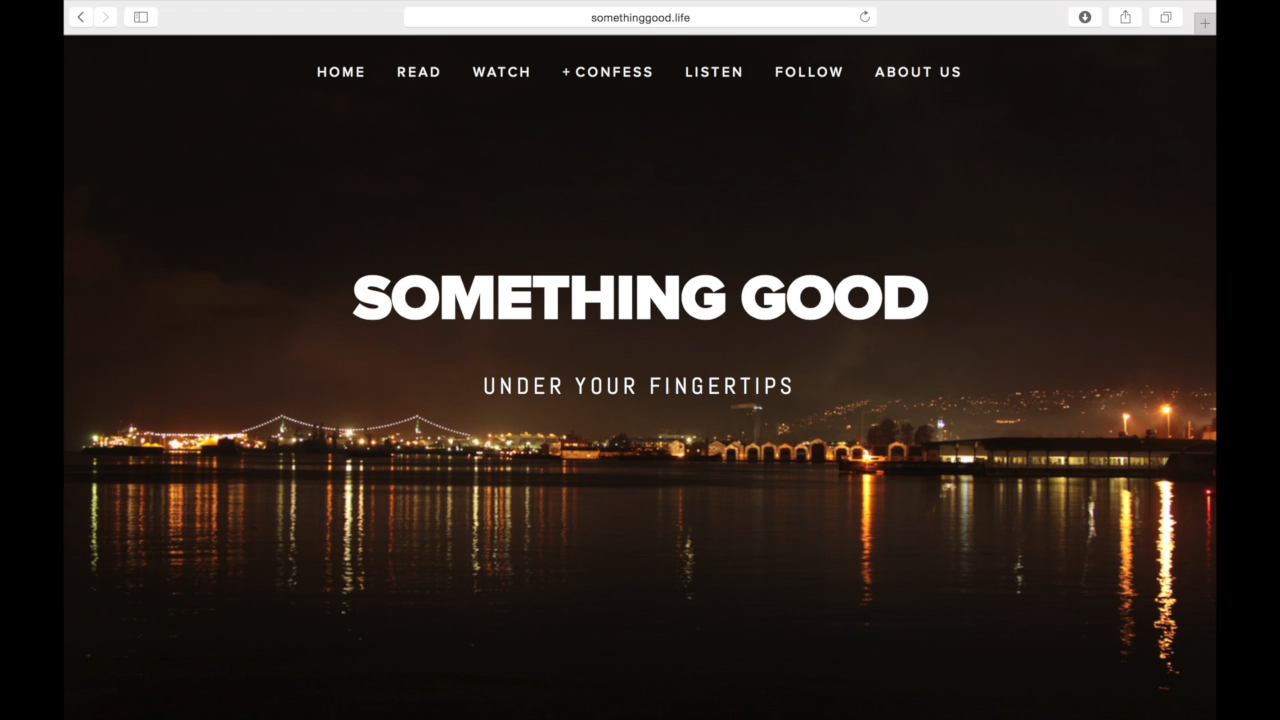 somethinggood.life
HOME READ WATCH + CONFESS LISTEN FOLLOW ABOUT US
SOMETHING GOOD
UNDER YOUR FINGERTIPS